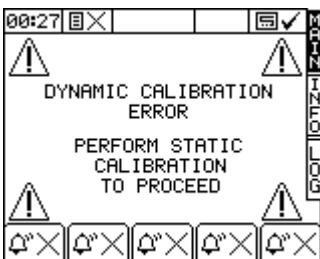 00:27
MAIN
DYNAMIC CALIBRATION
ERROR
INFO
PERFORM STATIC
CALIBRATION
TO PROCEED
LOG